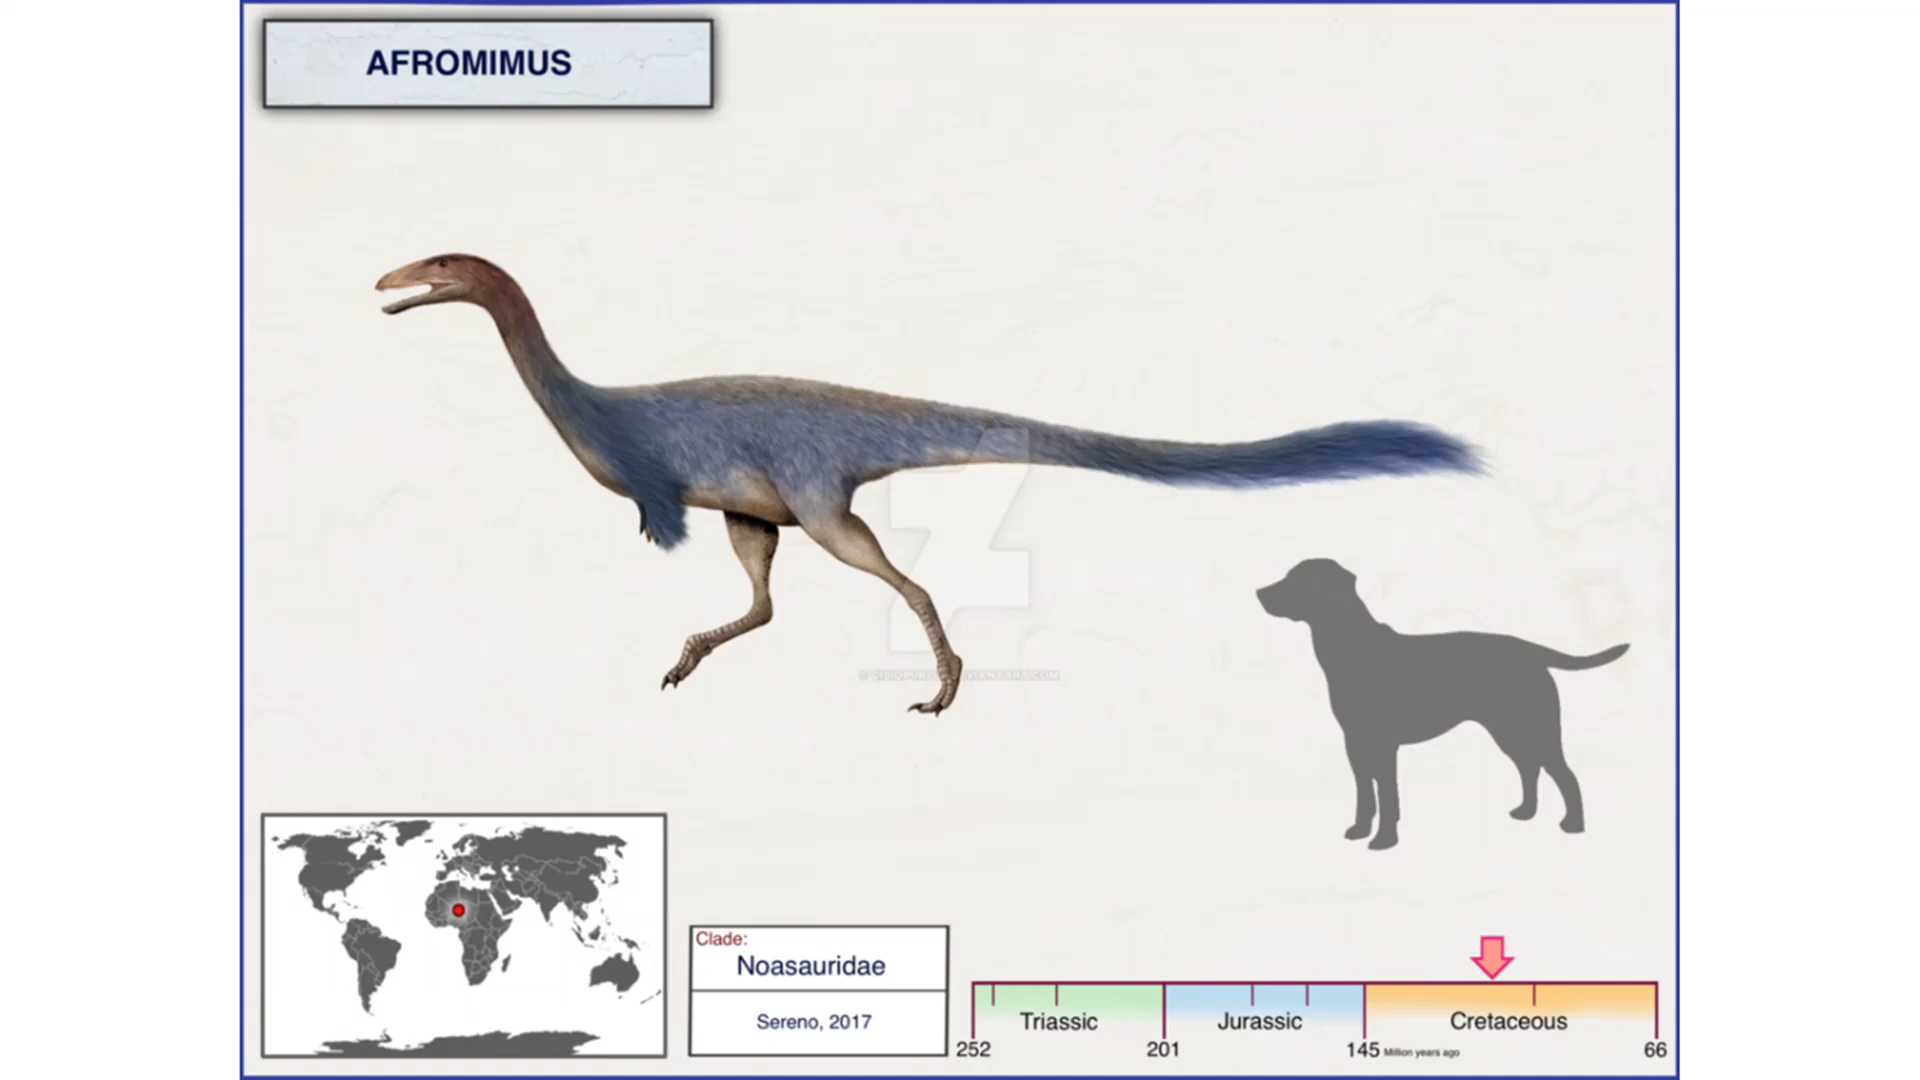 AFROMIMUS
Clade:
Noasauridae
Sereno, 2017
Triassic
Jurassic
Cretaceous
252
201
145 Million years ago
66